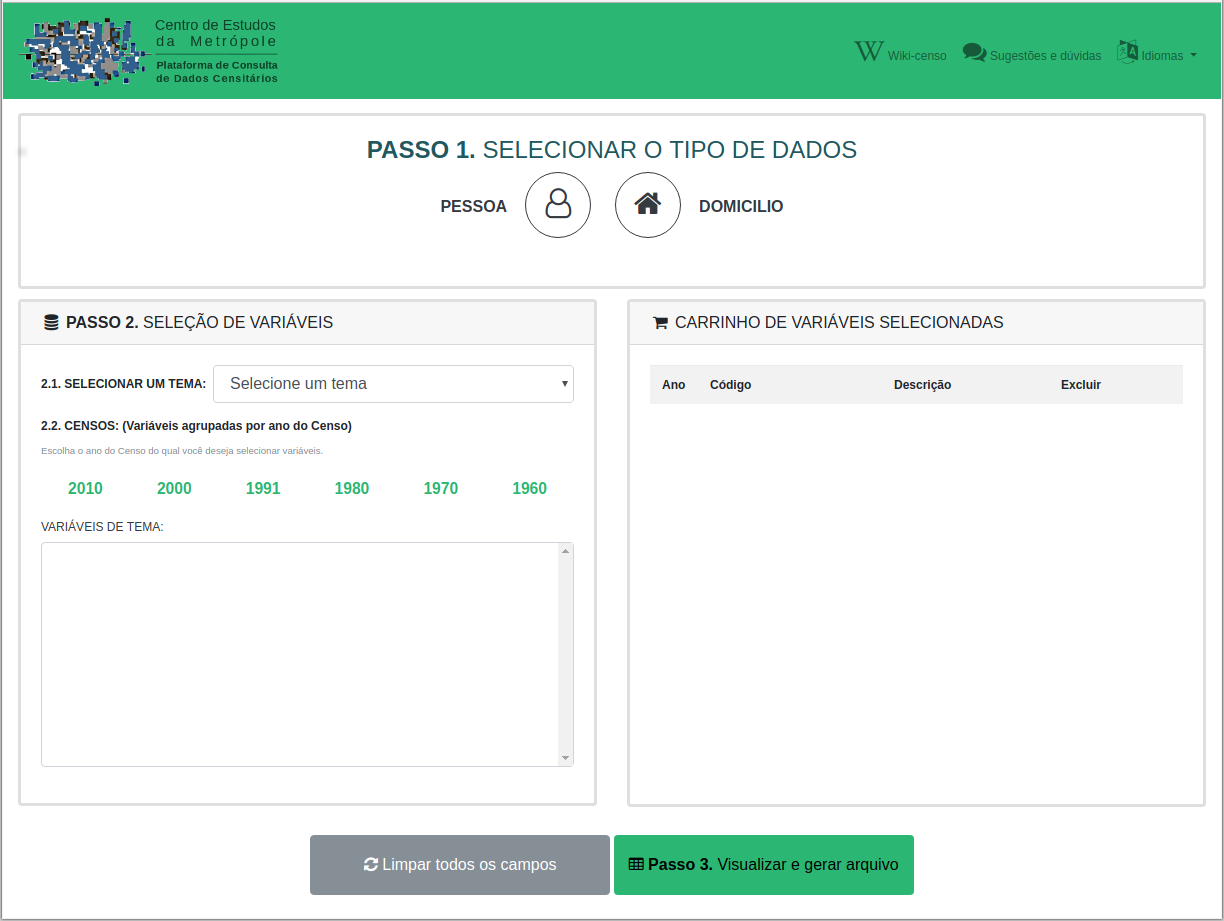 Centro de Estudos
da Metrópole
Plataforma de Consulta
de Dados Censitários
W Wiki-censo
Sugestões e dúvidas
A Idiomas
PASSO 1. SELECIONAR O TIPO DE DADOS
PESSOA
DOMICILIO
PASSO 2. SELEÇÃO DE VARIÁVEIS
2.1. SELECIONAR UM TEMA: Selecione um tema
2.2. CENSOS: (Variáveis agrupadas por ano do Censo)
Escolha o ano do Censo do qual você deseja selecionar variáveis.
2010 2000 1991 1980 1970 1960
VARIÁVEIS DE TEMA:
CARRINHO DE VARIÁVEIS SELECIONADAS
Ano Código Descrição Excluir
Limpar todos os campos
Passo 3. Visualizar e gerar arquivo